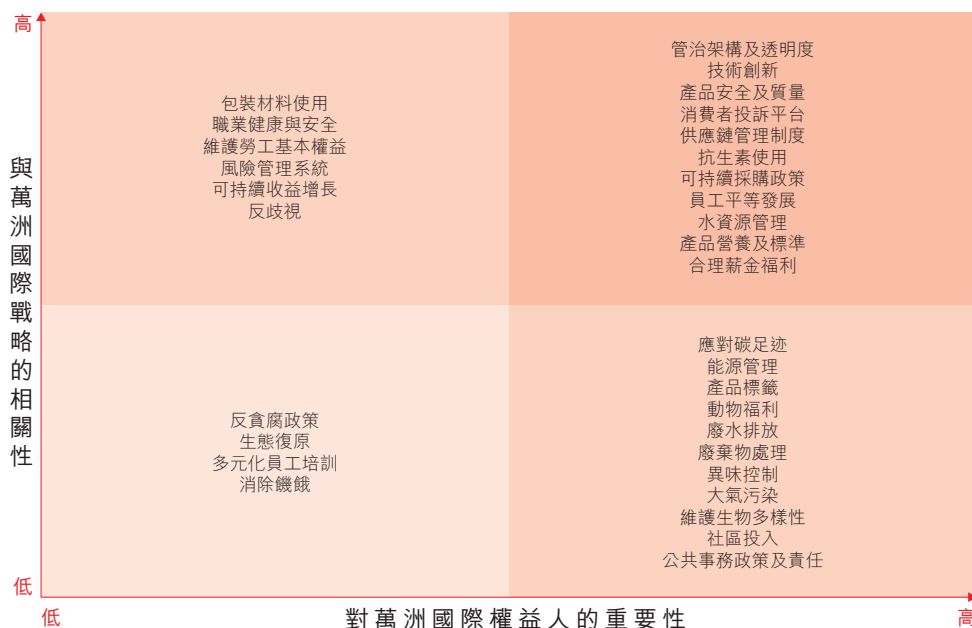 高
與萬洲國際戰略的相關性
包裝材料使用
職業健康與安全
維護勞工基本權益
風險管理系統
可持續收益增長
反歧視
管治架構及透明度
技術創新
產品安全及質量
消費者投訴平台
供應鏈管理制度
抗生素使用
可持續採購政策
員工平等發展
水資源管理
產品營養及標準
合理薪金福利
反貪腐政策
生態復原
多元化員工培訓
消除饑餓
應對碳足迹
能源管理
產品標籤
動物福利
廢水排放
廢棄物處理
異味控制
大氣污染
維護生物多樣性
社區投入
公共事務政策及責任
低
低
對萬洲國際權益人的重要性
高